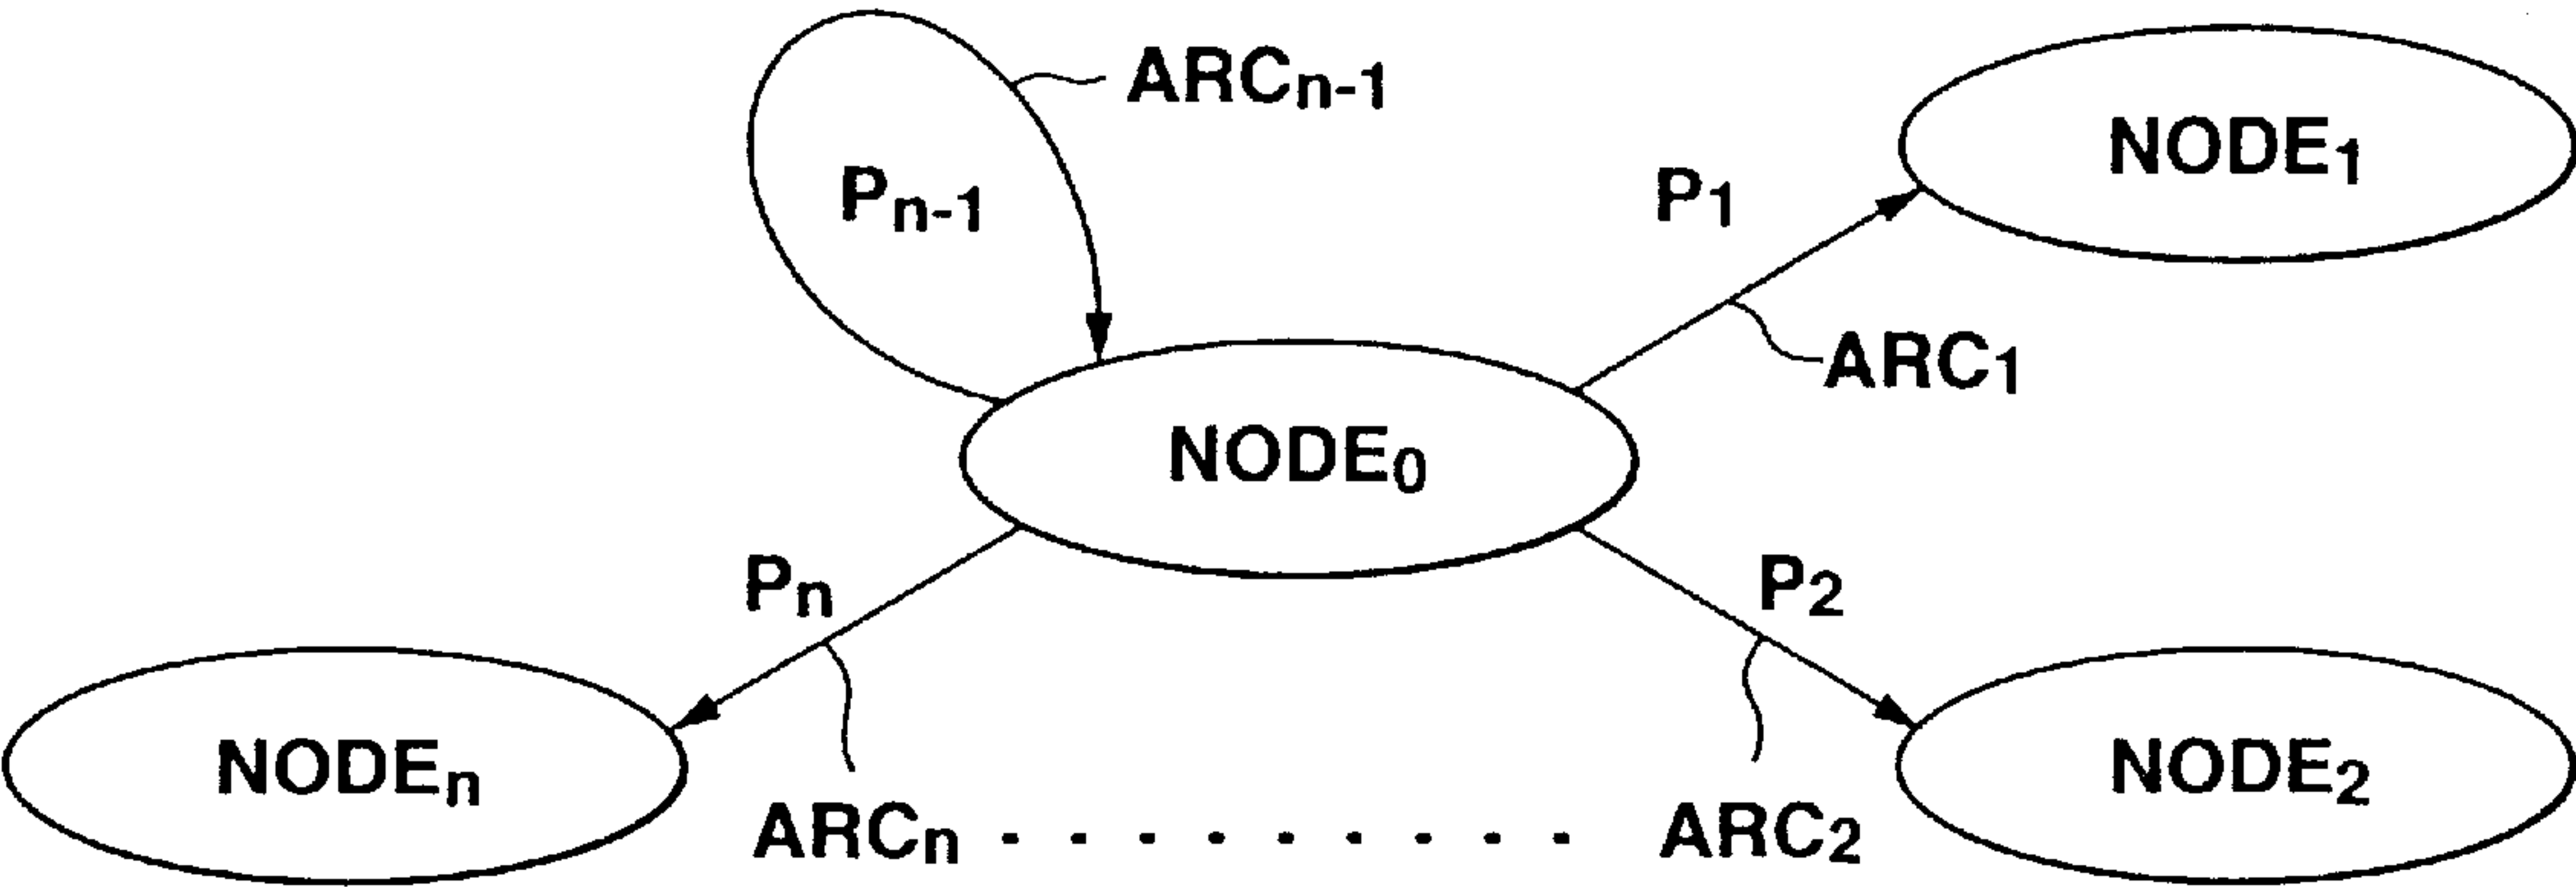 ARCn-1
NODE1
Pn-1
P1
ARC1
NODE0
Pn
P2
NODEn
NODE2
ARCn . . . . . . . . . ARC2